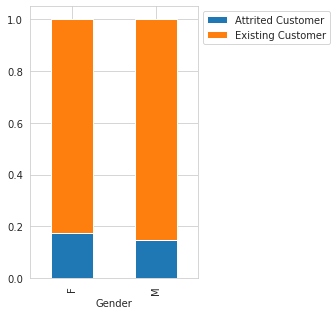 Attrited Customer
Existing Customer
1.0
0.8
0.6
0.4
0.2
0.0
F
M
Gender